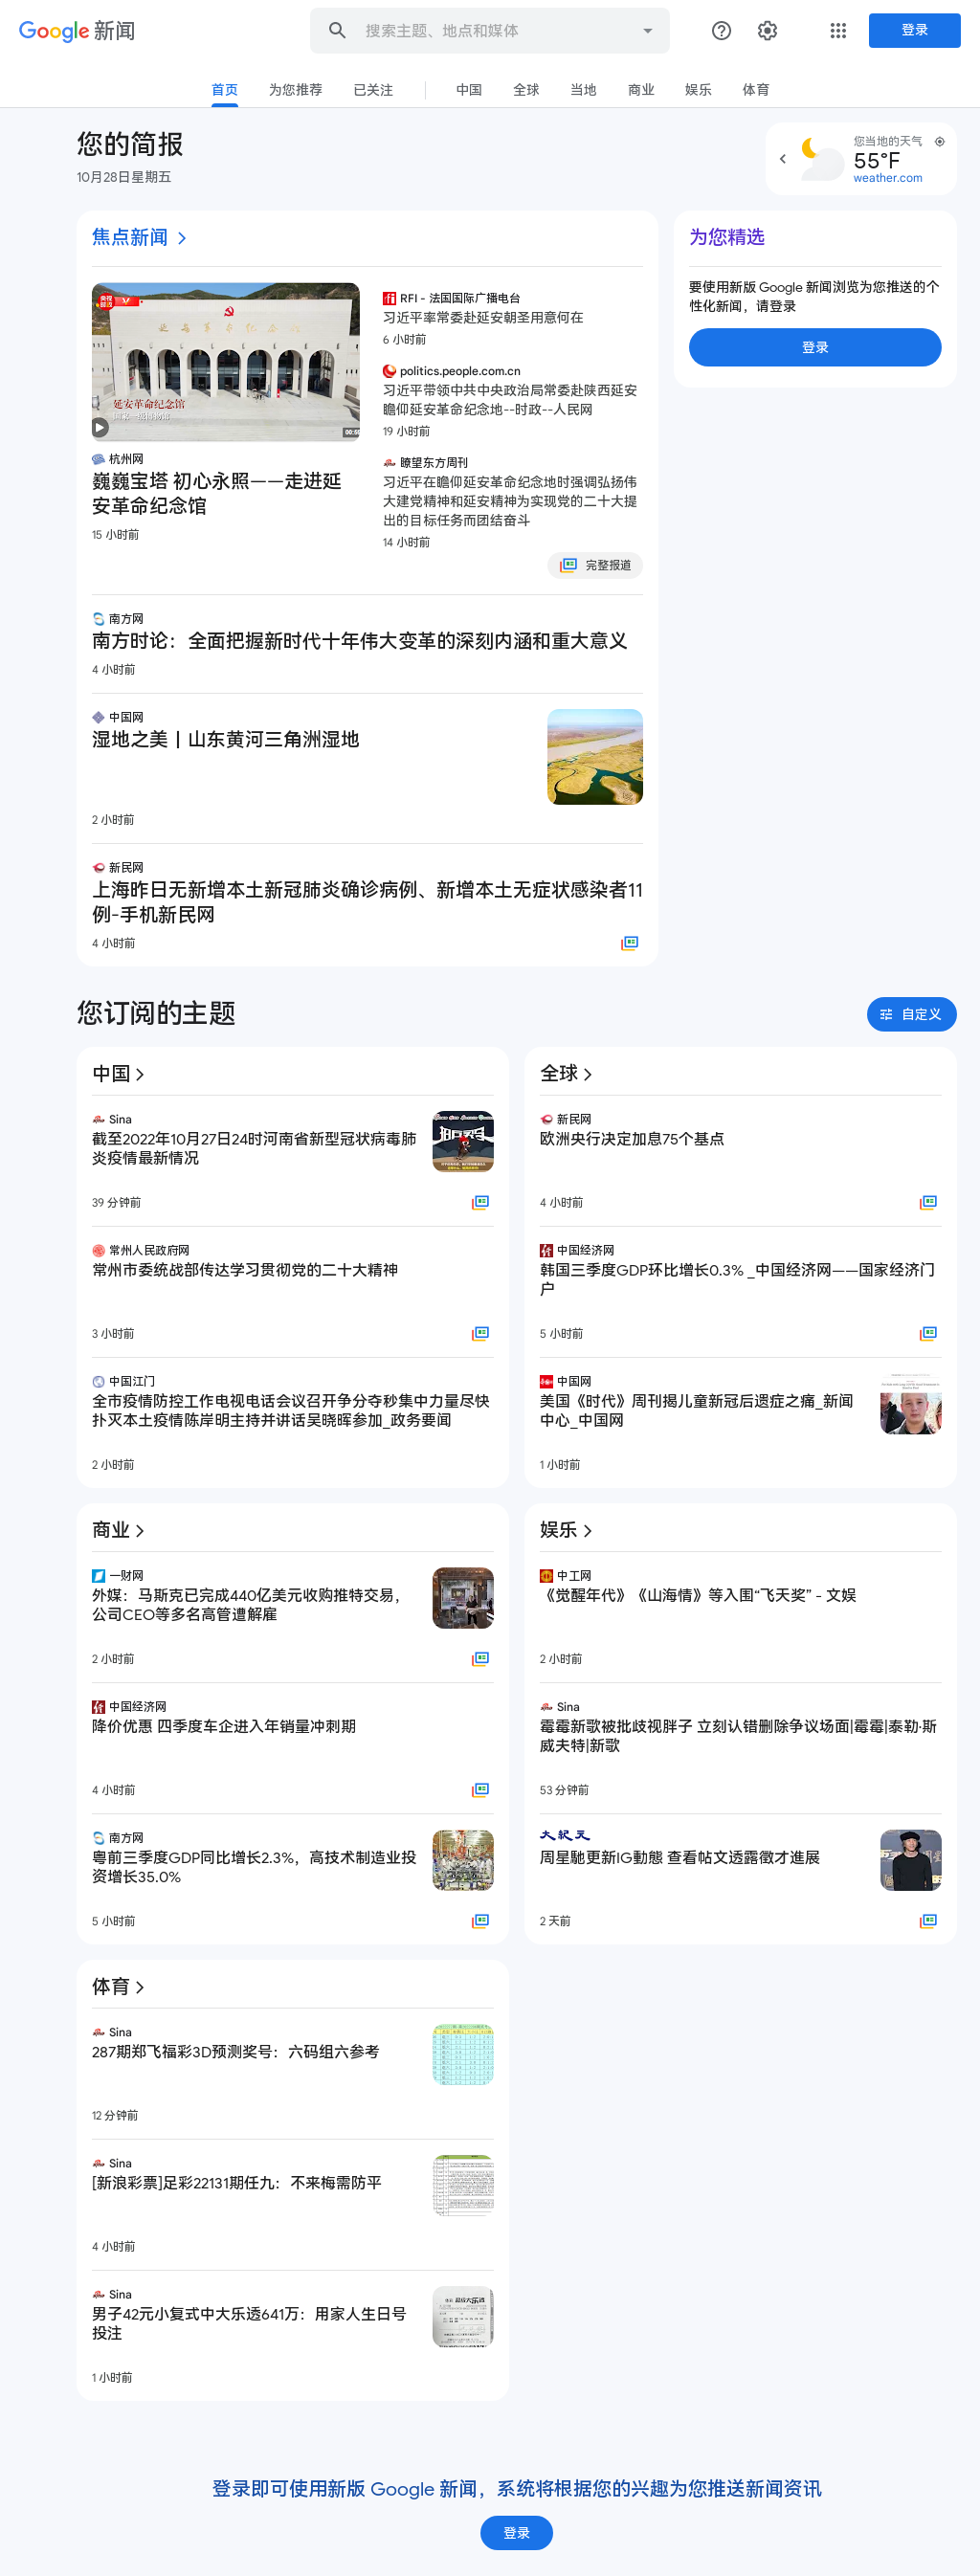 Google 新闻
搜索主题、地点和媒体
登录
首页 为您推荐 已关注 中国 全球 当地 商业 娱乐 体育
您的简报
10月28日星期五
您当地的天气
55°F
weather.com
焦点新闻
延安革命纪念馆
杭州网
巍巍宝塔 初心永照——走进延
安革命纪念馆
15 小时前
RFI - 法国国际广播电台
习近平率常委赴延安朝圣用意何在
6 小时前
politics.people.com.cn
习近平带领中共中央政治局常委赴陕西延安
瞻仰延安革命纪念地--时政--人民网
19 小时前
瞭望东方周刊
习近平在瞻仰延安革命纪念地时强调弘扬伟
大建党精神和延安精神为实现党的二十大提
出的目标任务而团结奋斗
14 小时前
完整报道
南方网
南方时论：全面把握新时代十年伟大变革的深刻内涵和重大意义
4 小时前
中国网
湿地之美丨山东黄河三角洲湿地
2 小时前
新民网
上海昨日无新增本土新冠肺炎确诊病例、新增本土无症状感染者11
例-手机新民网
4 小时前
为您精选
要使用新版 Google 新闻浏览为您推送的个
性化新闻，请登录
登录
您订阅的主题
自定义
中国
Sina
截至2022年10月27日24时河南省新型冠状病毒肺
炎疫情最新情况
39 分钟前
常州人民政府网
常州市委统战部传达学习贯彻党的二十大精神
3 小时前
中国江门
全市疫情防控工作电视电话会议召开争分夺秒集中力量尽快
扑灭本土疫情陈岸明主持并讲话吴晓晖参加_政务要闻
2 小时前
全球
新民网
欧洲央行决定加息75个基点
4 小时前
中国经济网
韩国三季度GDP环比增长0.3% _中国经济网——国家经济门
户
5 小时前
中国网
美国《时代》周刊揭儿童新冠后遗症之痛_新闻
中心_中国网
1 小时前
商业
一财网
外媒：马斯克已完成440亿美元收购推特交易，
公司CEO等多名高管遭解雇
2 小时前
中国经济网
降价优惠 四季度车企进入年销量冲刺期
4 小时前
南方网
粤前三季度GDP同比增长2.3%，高技术制造业投
资增长35.0%
5 小时前
娱乐
中工网
《觉醒年代》《山海情》等入围“飞天奖” - 文娱
2 小时前
Sina
霉霉新歌被批歧视胖子 立刻认错删除争议场面|霉霉|泰勒·斯
威夫特|新歌
53 分钟前
大紀元
周星馳更新IG動態 查看帖文透露徵才進展
2 天前
体育
Sina
287期郑飞福彩3D预测奖号：六码组六参考
12 分钟前
Sina
[新浪彩票]足彩22131期任九：不来梅需防平
4 小时前
Sina
男子42元小复式中大乐透641万：用家人生日号
投注
1 小时前
登录即可使用新版 Google 新闻，系统将根据您的兴趣为您推送新闻资讯
登录